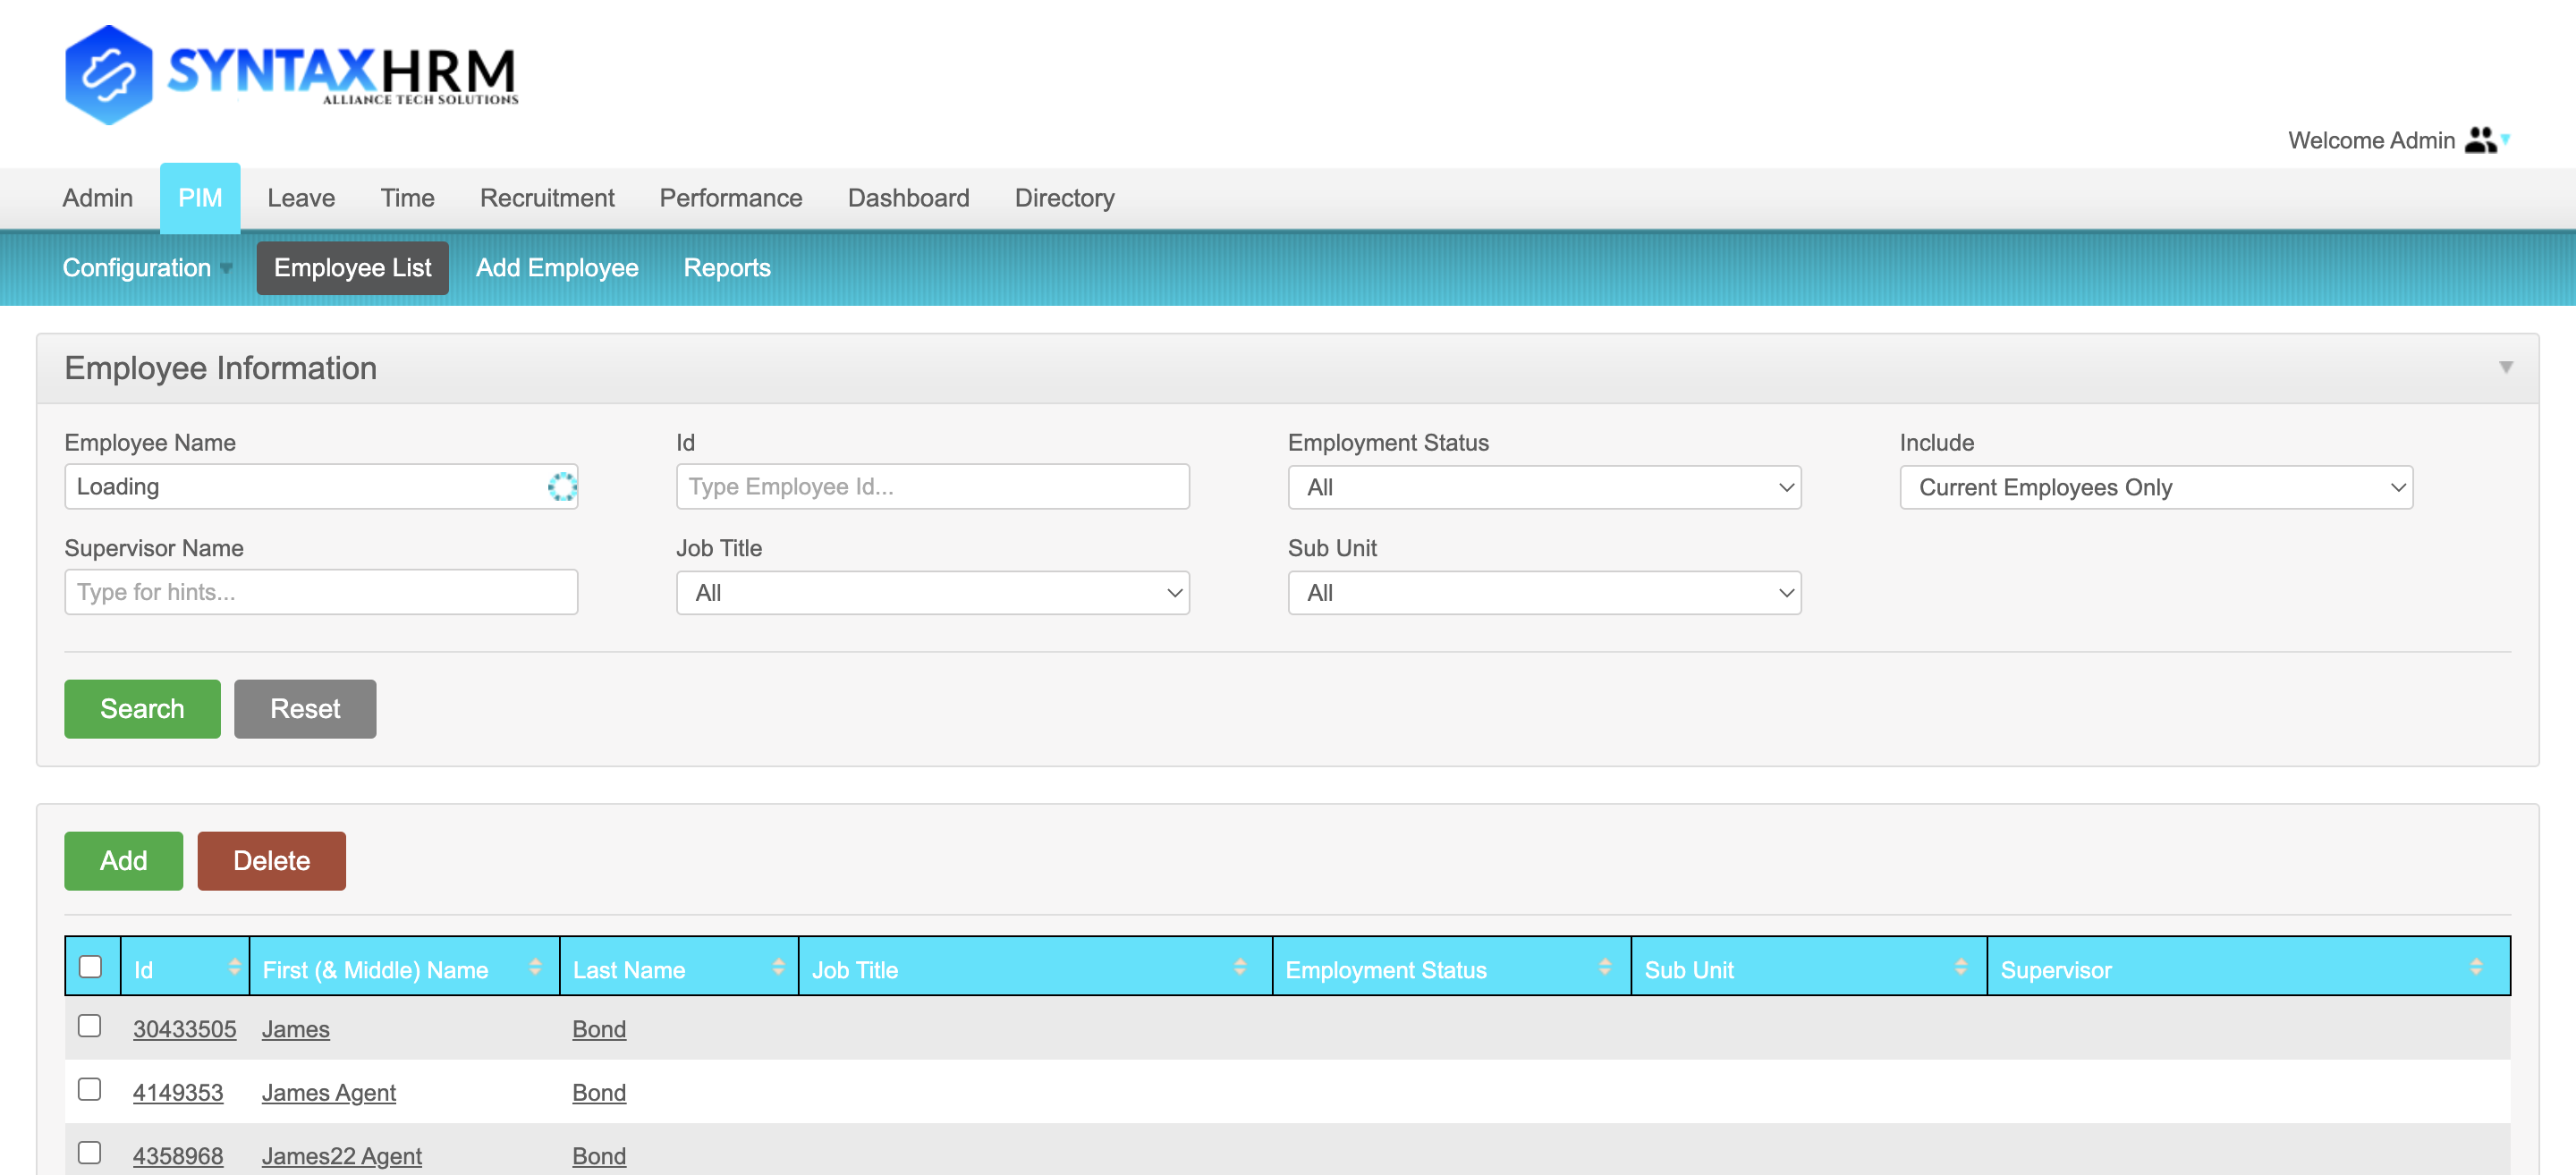 SYNTAXHRM
ALLIANCE TECH SOLUTIONS
Welcome Admin
Admin PIM Leave Time Recruitment Performance Dashboard Directory
Configuration Employee List Add Employee Reports
Employee Information
Employee Name Id Employment Status Include
Loading Type Employee Id... All Current Employees Only
Supervisor Name Job Title Sub Unit
Type for hints... All All
Search Reset
Add Delete
Id First (& Middle) Name Last Name Job Title Employment Status Sub Unit Supervisor
30433505 James Bond
4149353 James Agent Bond
4358968 James22 Agent Bond